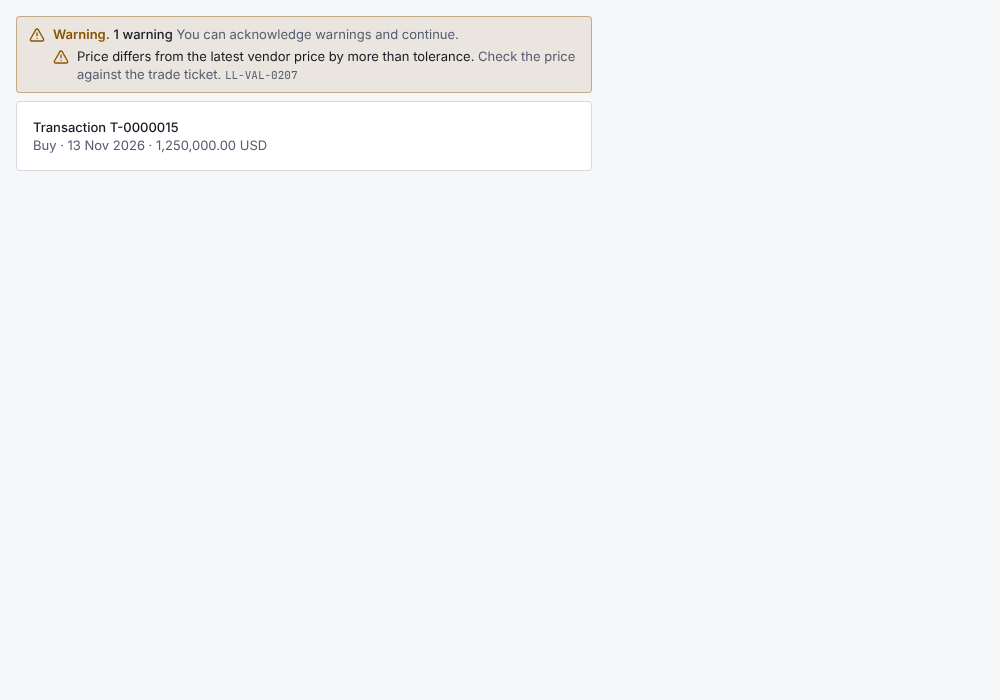 Warning. 1 warning You can acknowledge warnings and continue.
Price differs from the latest vendor price by more than tolerance. Check the price
against the trade ticket. LL-VAL-0207
Transaction T-0000015
Buy · 13 Nov 2026 · 1,250,000.00 USD